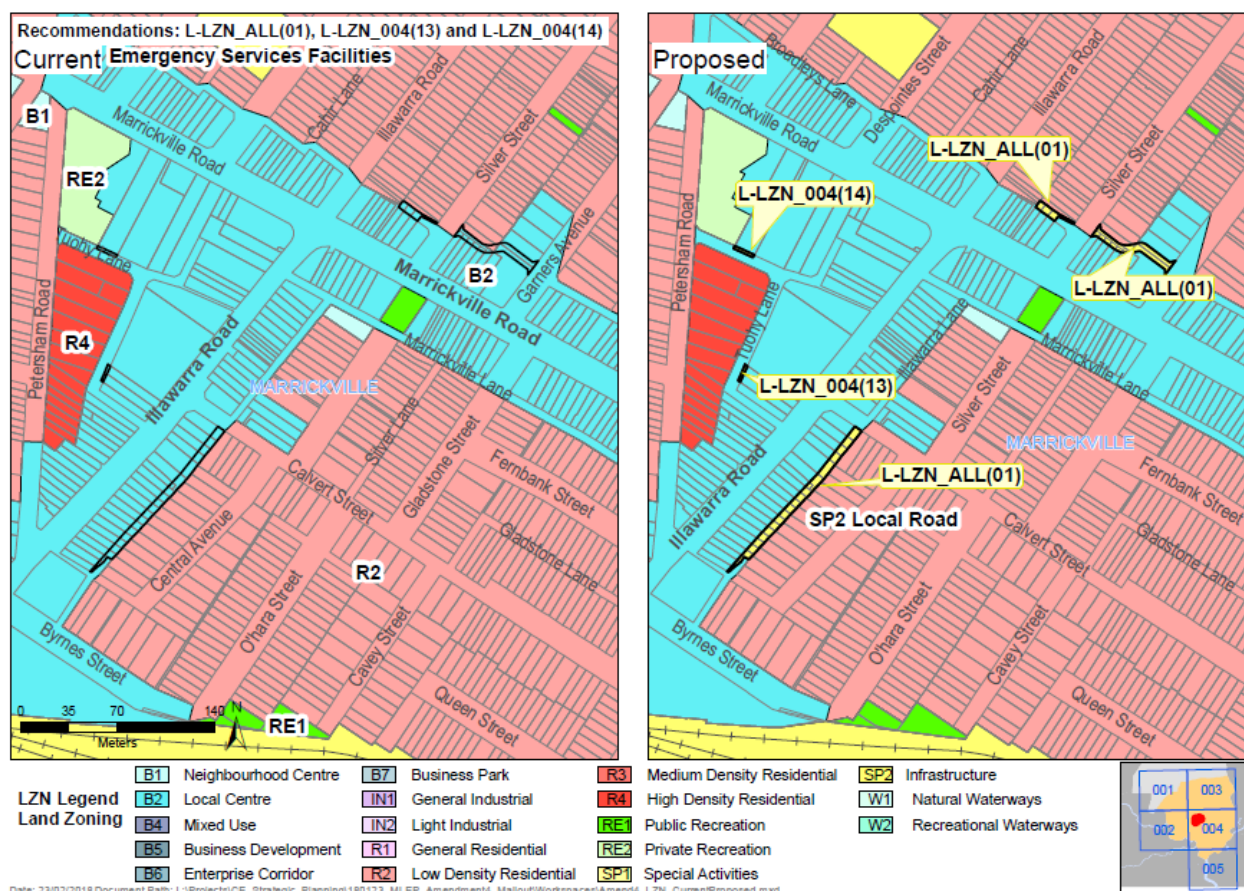 Recommendations: L-LZN_ALL(01), L-LZN_004(13) and L-LZN_004(14)
Current Emergency Services Facilities
B1
Marrickville Road
Cahir Lane
Illawarra Road
Silver Street
RE2
Tuohy Lane
Petersham Road
R4
Illawarra Road
Marrickville Road
B2
Garners Avenue
Marrickville Lane
MARRICKVILLE
Silver Lane
Calvert Street
Gladstone Street
Fernbank Street
Gladstone Lane
Central Avenue
R2
O'hara Street
Cavey Street
Byrnes Street
Queen Street
RE1
0 35 70 140
Meters
N
Proposed
Broadleys Lane
Despointes Street
Cahir Lane
Illawarra Road
Silver Street
Marrickville Road
L-LZN_ALL(01)
L-LZN_004(14)
Petersham Road
L-LZN_ALL(01)
Tuohy Lane
Illawarra Lane
Marrickville Lane
L-LZN_004(13)
Silver Street
MARRICKVILLE
Illawarra Road
L-LZN_ALL(01)
SP2 Local Road
Fernbank Street
Calvert Street
Gladstone Lane
O'hara Street
Cavey Street
Byrnes Street
Queen Street
LZN Legend
Land Zoning
B1 Neighbourhood Centre
B2 Local Centre
B4 Mixed Use
B5 Business Development
B6 Enterprise Corridor
B7 Business Park
IN1 General Industrial
IN2 Light Industrial
R1 General Residential
R2 Low Density Residential
R3 Medium Density Residential
R4 High Density Residential
RE1 Public Recreation
RE2 Private Recreation
SP1 Special Activities
SP2 Infrastructure
W1 Natural Waterways
W2 Recreational Waterways
001 003
002 004
005